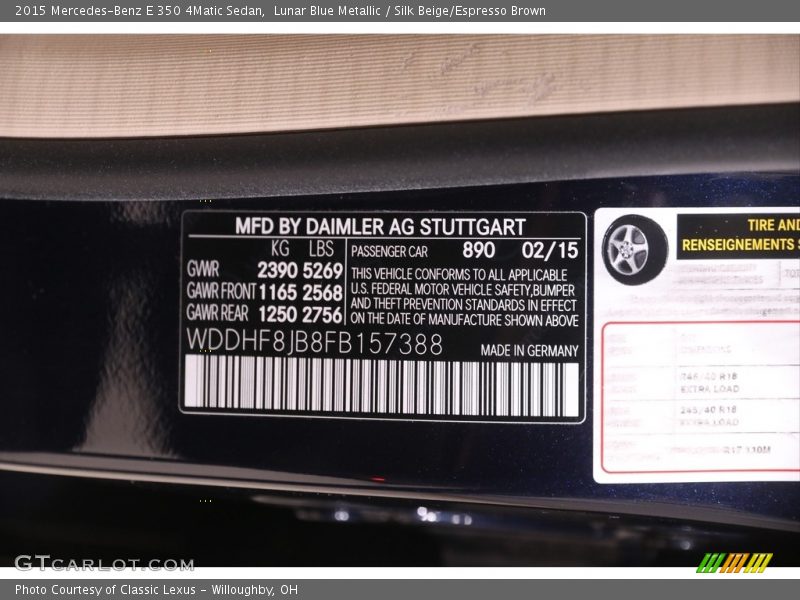 2015 Mercedes-Benz E 350 4Matic Sedan, Lunar Blue Metallic / Silk Beige/Espresso Brown
MFD BY DAIMLER AG STUTTGART
KG LBS PASSENGER CAR 890 02/15
GVWR 2390 5269
GAWR FRONT 1165 2568
GAWR REAR 1250 2756
THIS VEHICLE CONFORMS TO ALL APPLICABLE
U.S. FEDERAL MOTOR VEHICLE SAFETY, BUMPER
AND THEFT PREVENTION STANDARDS IN EFFECT
ON THE DATE OF MANUFACTURE SHOWN ABOVE
WDDHF8JB8FB157388 MADE IN GERMANY
TIRE AND
RENSEIGNEMENTS S
R18
EXTRA LOAD
245/40 R18
EXTRA LOAD
GTCARLOT.COM
Photo Courtesy of Classic Lexus - Willoughby, OH